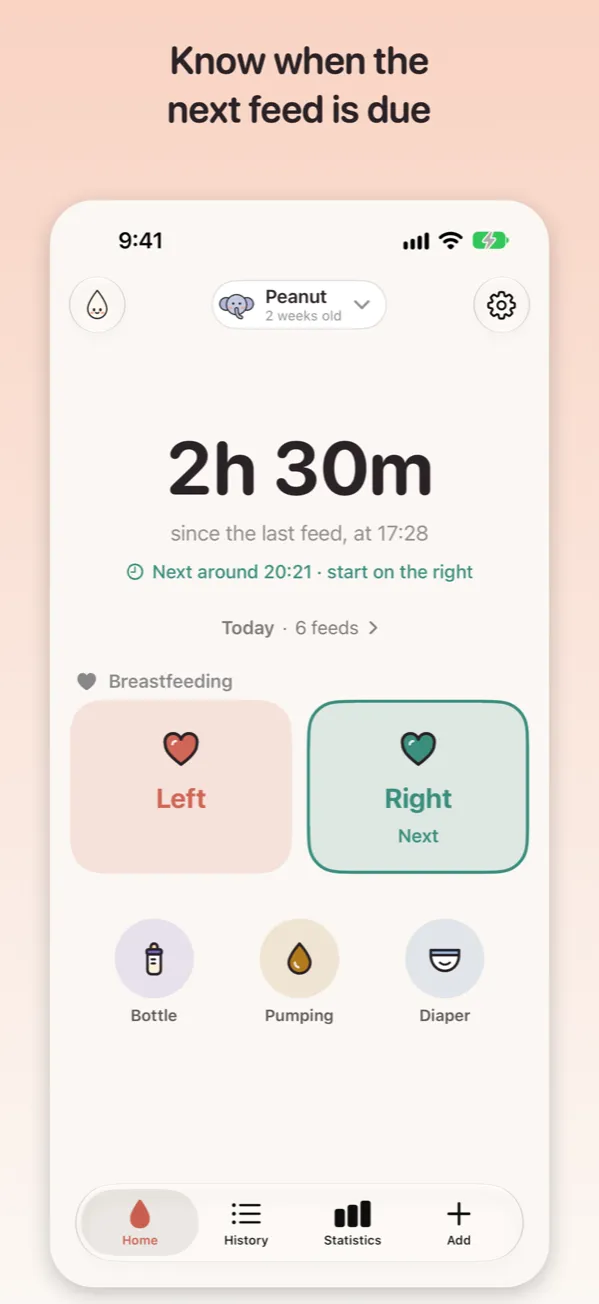 Know when the
next feed is due
9:41
Peanut
2 weeks old
2h 30m
since the last feed, at 17:28
Next around 20:21 · start on the right
Today · 6 feeds
Breastfeeding
Left
Right
Next
Bottle
Pumping
Diaper
Home
History
Statistics
Add